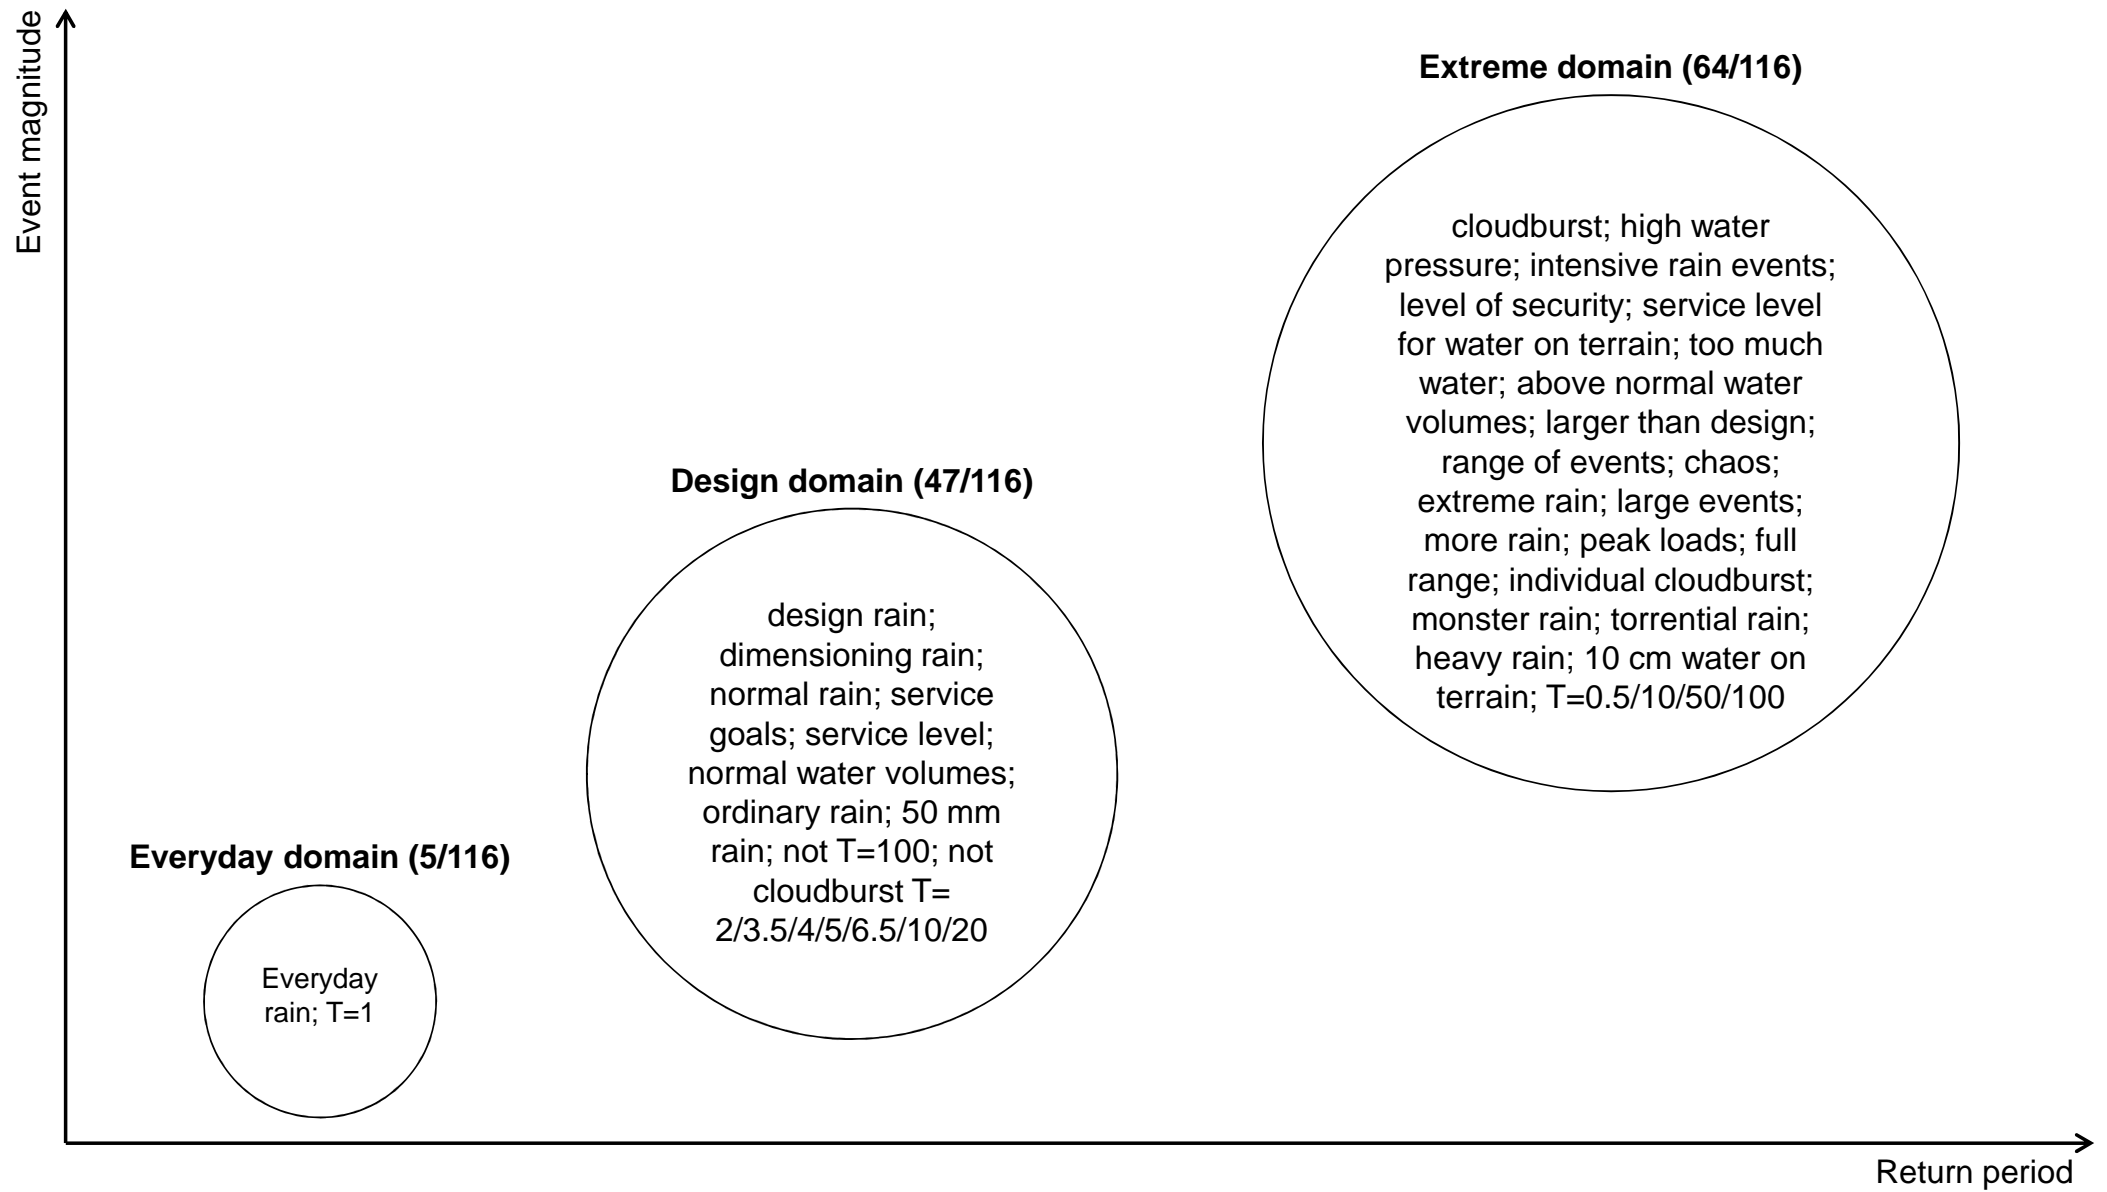 Event magnitude
Extreme domain (64/116)
cloudburst; high water
pressure; intensive rain events;
level of security; service level
for water on terrain; too much
water; above normal water
volumes; larger than design;
range of events; chaos;
extreme rain; large events;
more rain; peak loads; full
range; individual cloudburst;
monster rain; torrential rain;
heavy rain; 10 cm water on
terrain; T=0.5/10/50/100
Design domain (47/116)
design rain;
dimensioning rain;
normal rain; service
goals; service level;
normal water volumes;
ordinary rain; 50 mm
rain; not T=100; not
cloudburst T=
2/3.5/4/5/6.5/10/20
Everyday domain (5/116)
Everyday
rain; T=1
Return period